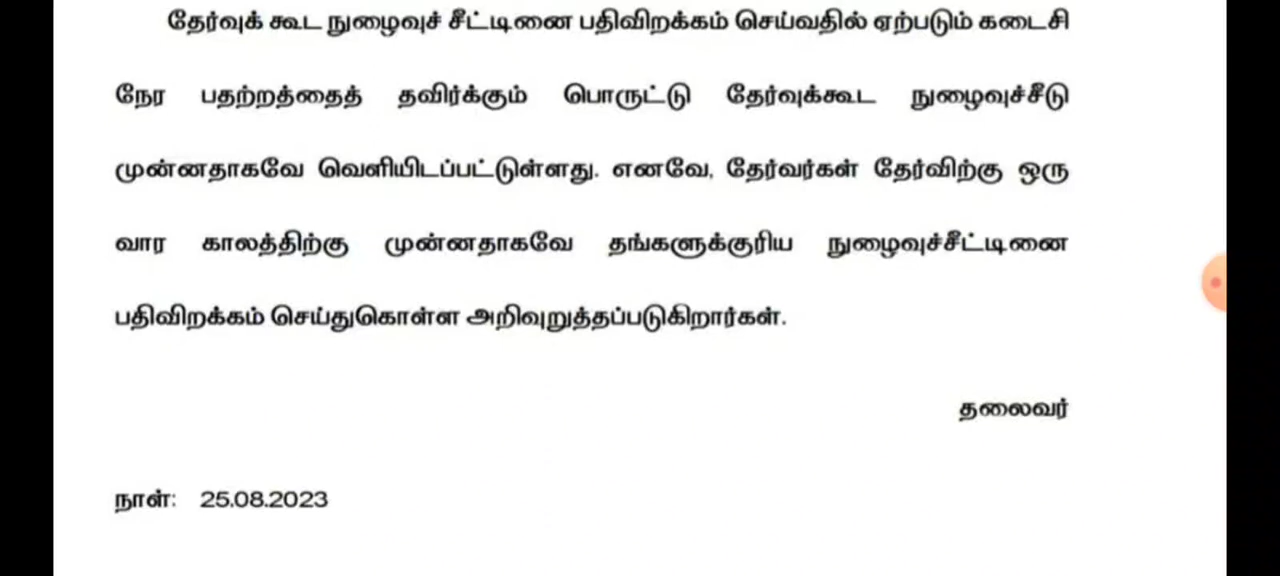 தேர்வுக் கூட நுழைவுச் சீட்டினை பதிவிறக்கம் செய்வதில் ஏற்படும் கடைசி
நேர பதற்றத்தைத் தவிர்க்கும் பொருட்டு தேர்வுக்கூட நுழைவுச்சீடு
முன்னதாகவே வெளியிடப்பட்டுள்ளது. எனவே, தேர்வர்கள் தேர்விற்கு ஒரு
வார காலத்திற்கு முன்னதாகவே தங்களுக்குரிய நுழைவுச்சீட்டினை
பதிவிறக்கம் செய்துகொள்ள அறிவுறுத்தப்படுகிறார்கள்.
தலைவர்
நாள்: 25.08.2023